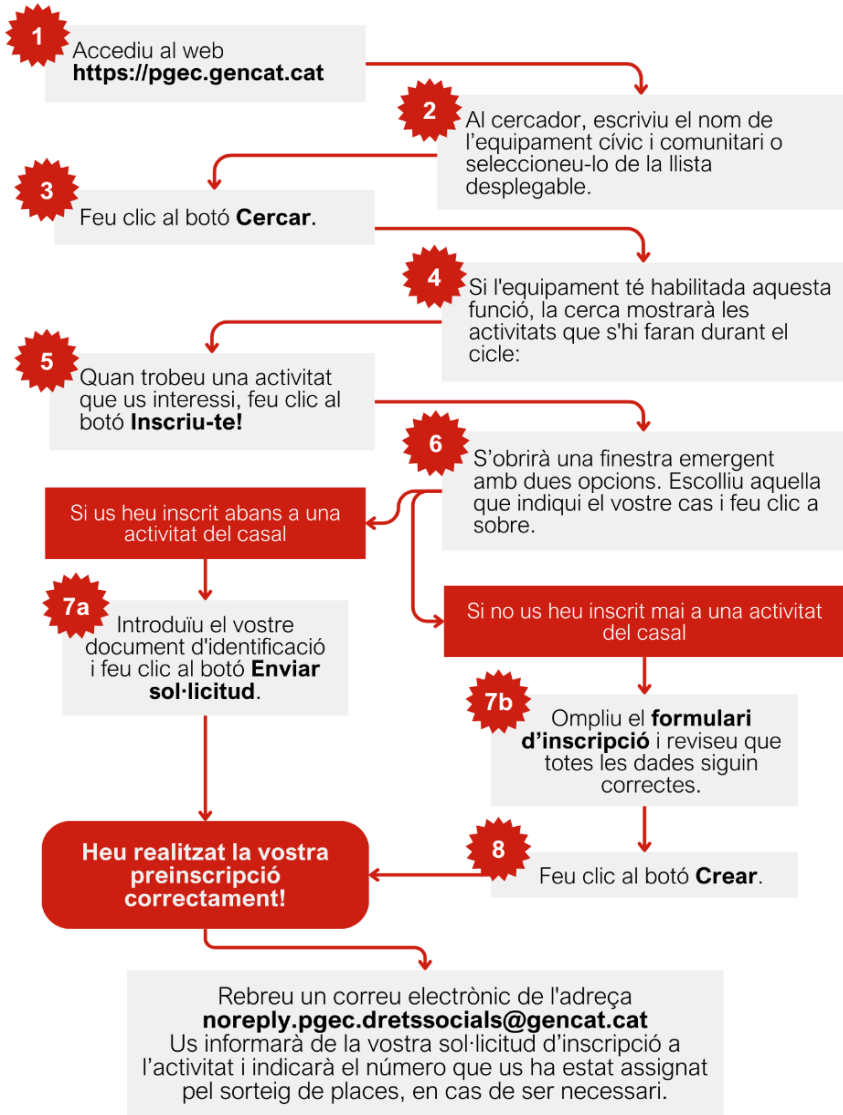 1
Accediu al web
https://pgec.gencat.cat
2
Al cercador, escriviu el nom de
l'equipament cívic i comunitari o
seleccioneu-lo de la llista
desplegable.
3
Feu clic al botó Cercar.
4
Si l'equipament té habilitada aquesta
funció, la cerca mostrarà les
activitats que s'hi faran durant el
cicle:
5
Quan trobeu una activitat
que us interessi, feu clic al
botó Inscriu-te!
6
S'obrirà una finestra emergent
amb dues opcions. Escolliu aquella
que indiqui el vostre cas i feu clic a
sobre.
Si us heu inscrit abans a una
activitat del casal
7a
Introduïu el vostre
document d'identificació
i feu clic al botó Enviar
sol·licitud.
Si no us heu inscrit mai a una activitat
del casal
7b
Ompliu el formulari
d'inscripció i reviseu que
totes les dades siguin
correctes.
8
Feu clic al botó Crear.
Heu realitzat la vostra
preinscripció
correctament!
Rebreu un correu electrònic de l'adreça
noreply.pgec.dretssocials@gencat.cat
Us informarà de la vostra sol·licitud d'inscripció a
l'activitat i indicarà el número que us ha estat assignat
pel sorteig de places, en cas de ser necessari.